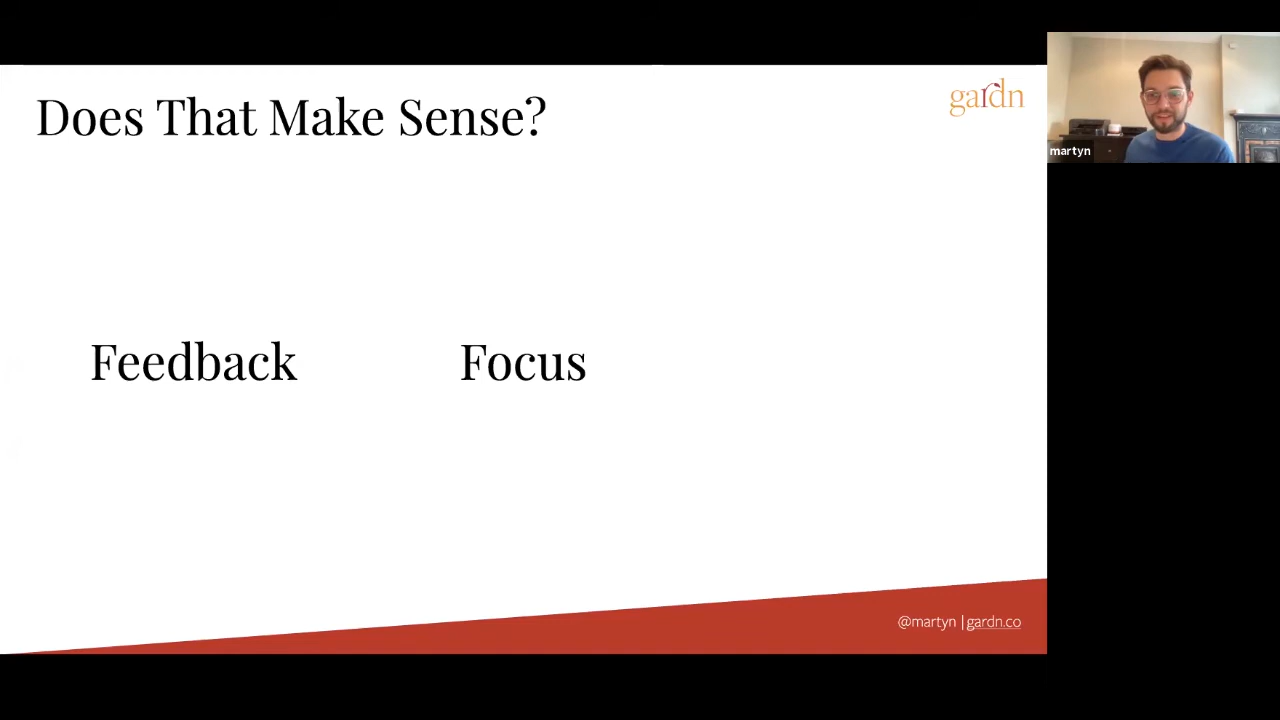 Does That Make Sense?
gardn
martyn
Feedback Focus
@martyn | gardn.co